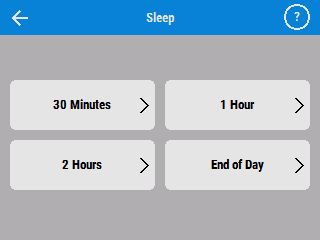 Sleep
?
30 Minutes
1 Hour
2 Hours
End of Day